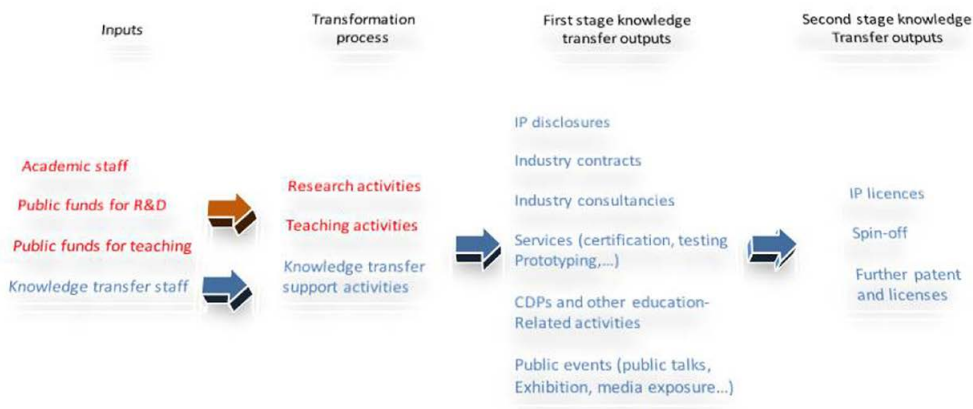 Inputs
Transformation
process
First stage knowledge
transfer outputs
Second stage knowledge
Transfer outputs
Academic staff
Public funds for R&D
Public funds for teaching
Knowledge transfer staff
Research activities
Teaching activities
Knowledge transfer
support activities
IP disclosures
Industry contracts
Industry consultancies
Services (certification, testing
Prototyping,...)
CDPs and other education-
Related activities
Public events (public talks,
Exhibition, media exposure...)
IP licences
Spin-off
Further patent
and licenses